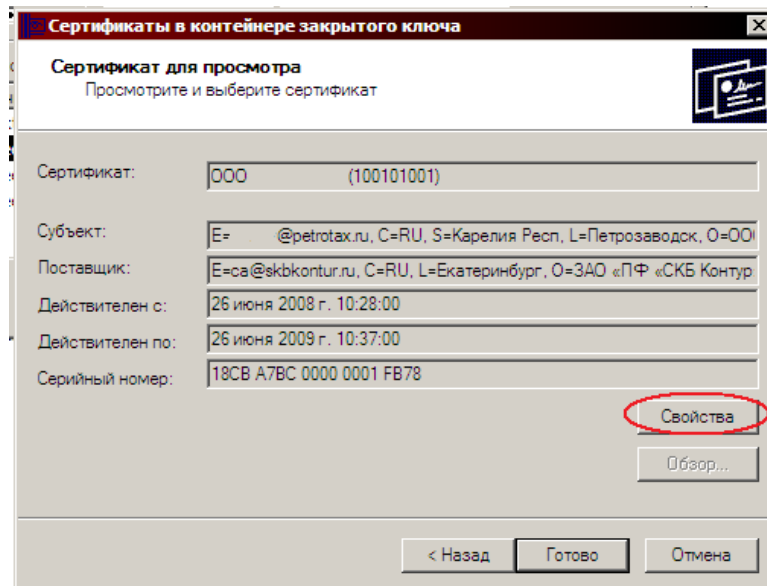 Сертификаты в контейнере закрытого ключа
Сертификат для просмотра
Просмотрите и выберите сертификат
Сертификат: ООО (100101001)
Субъект: E= @petrotax.ru, C=RU, S=Карелия Респ, L=Петрозаводск, O=ООО
Поставщик: E=ca@skbkontur.ru, C=RU, L=Екатеринбург, O=ЗАО «ПФ «СКБ Контур
Действителен с: 26 июня 2008 г. 10:28:00
Действителен по: 26 июня 2009 г. 10:37:00
Серийный номер: 18CB A7BC 0000 0001 FB78
Свойства
Обзор...
< Назад Готово Отмена